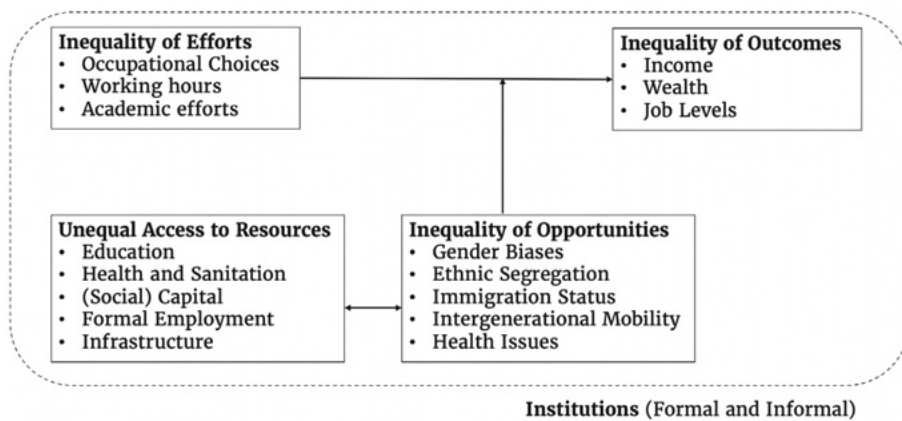 Inequality of Efforts
• Occupational Choices
• Working hours
• Academic efforts
Inequality of Outcomes
• Income
• Wealth
• Job Levels
Unequal Access to Resources
• Education
• Health and Sanitation
• (Social) Capital
• Formal Employment
• Infrastructure
Inequality of Opportunities
• Gender Biases
• Ethnic Segregation
• Immigration Status
• Intergenerational Mobility
• Health Issues
Institutions (Formal and Informal)